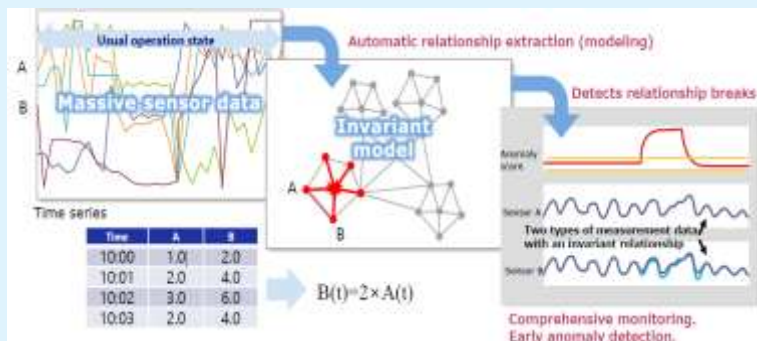 Usual operation state
Automatic relationship extraction (modeling)
A
B
Massive sensor data
Invariant
model
A
B
Detects relationship breaks
Anomaly
score
Sensor A
Two types of measurement data
with an invariant relationship
Sensor B
Time series
Time A B
10:00 1.0 2.0
10:01 2.0 4.0
10:02 3.0 6.0
10:03 2.0 4.0
B(t)=2×A(t)
Comprehensive monitoring.
Early anomaly detection.